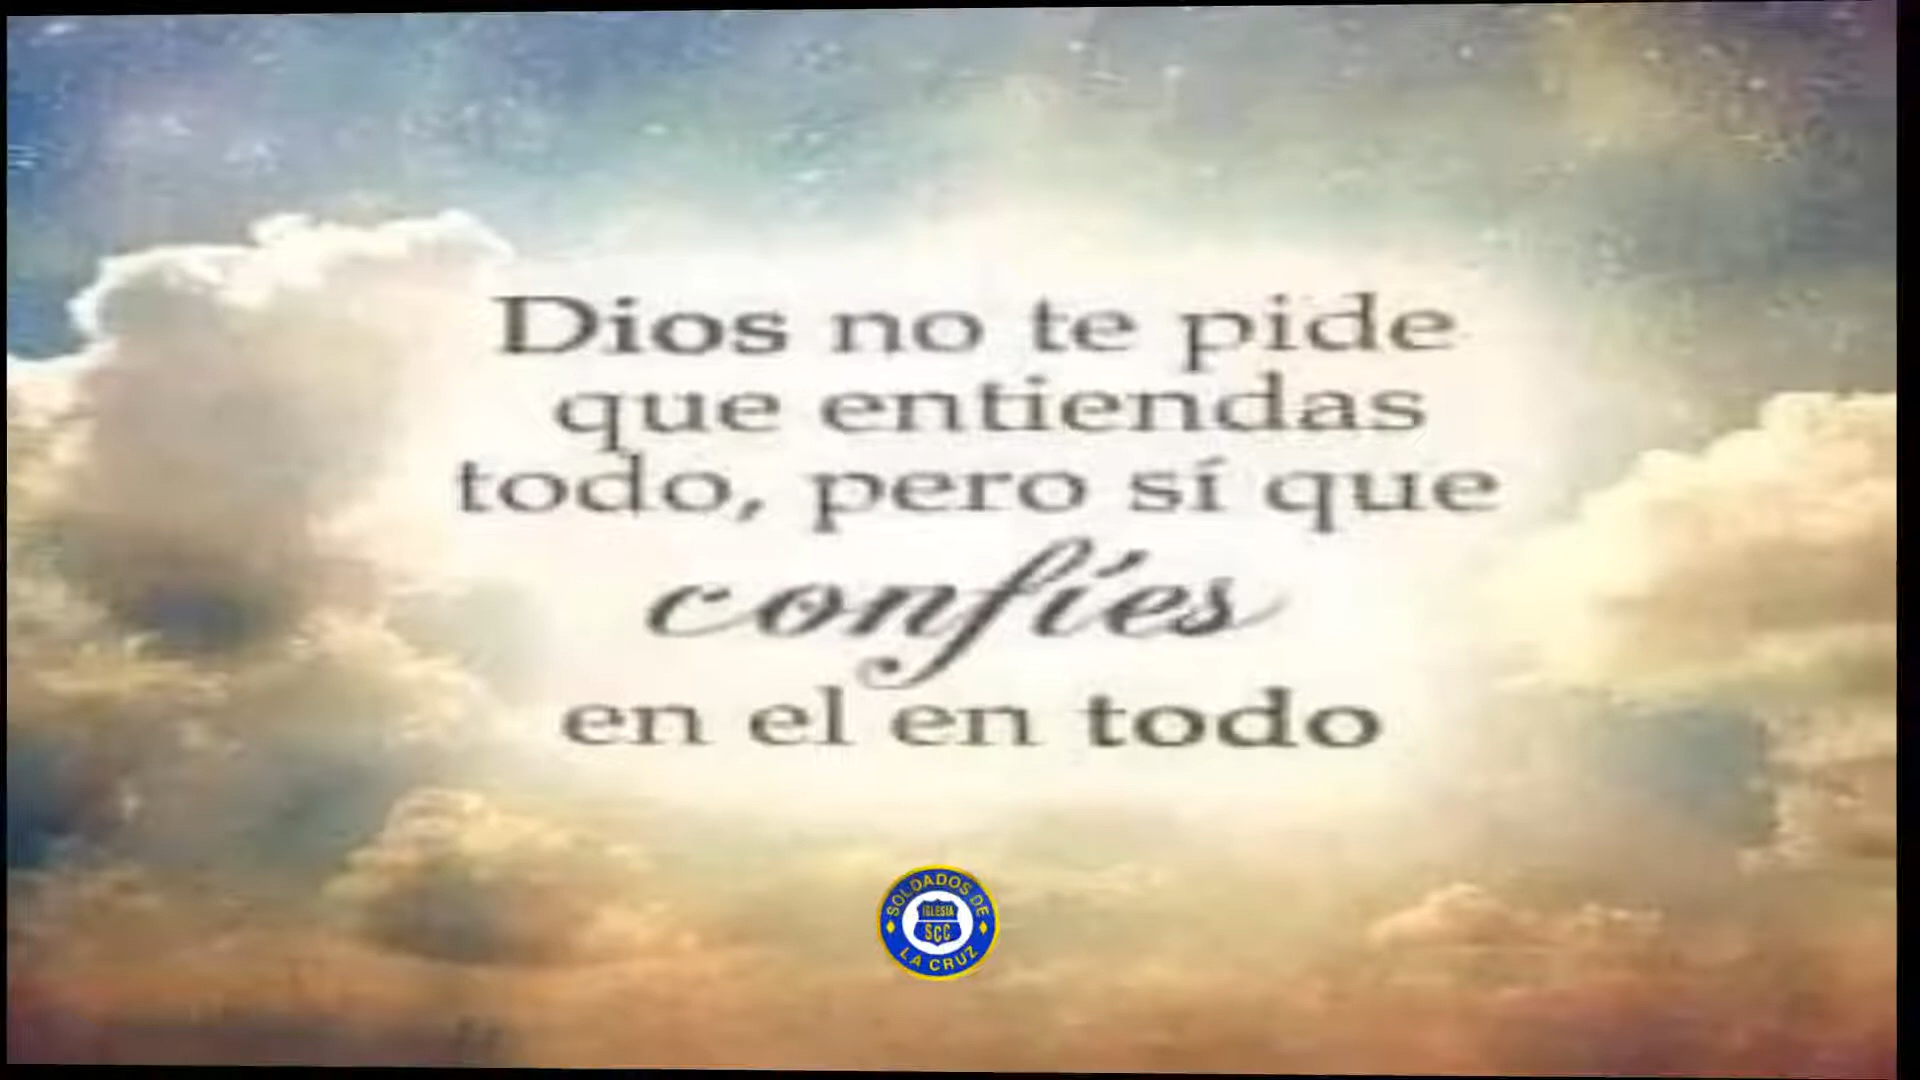 Dios no te pide
que entiendas
todo, pero sí que
confíes
en el en todo
SOLDADOS DE
IGLESIA
SCC
LA CRUZ